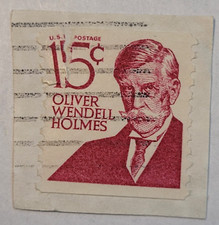 U.S. POSTAGE
15¢
OLIVER
WENDELL
HOLMES